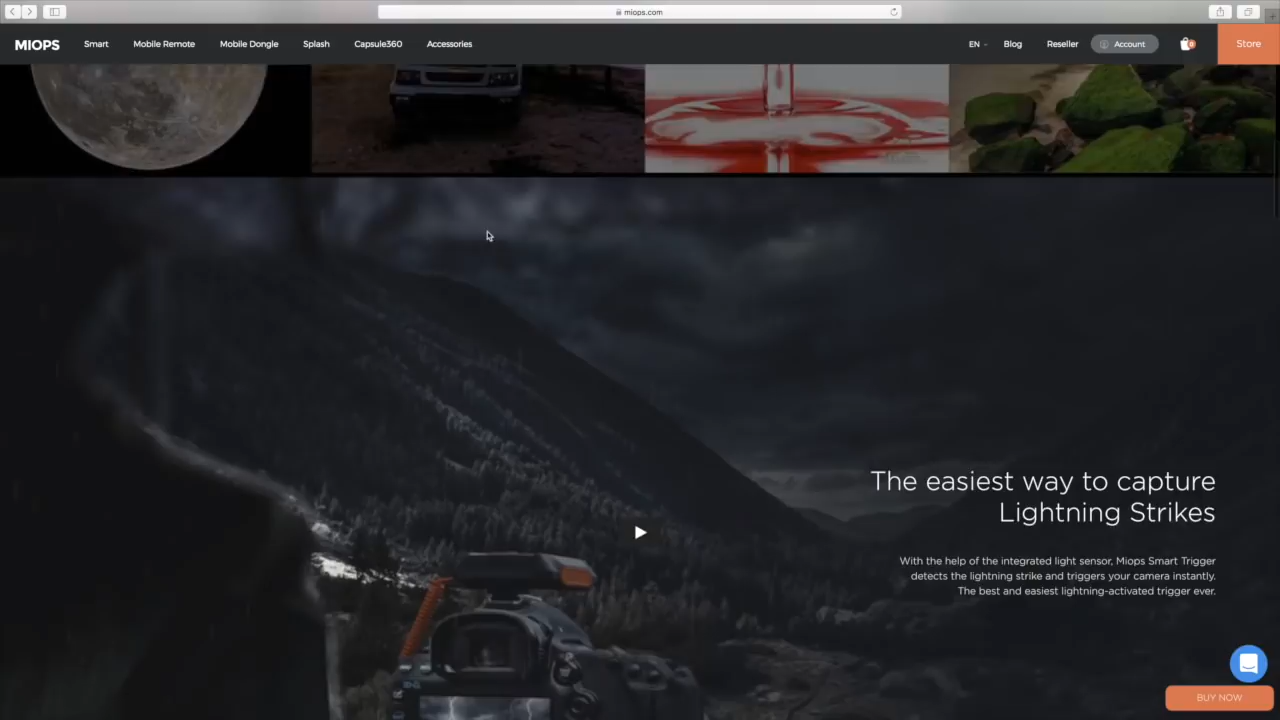 miops.com
MIOPS Smart Mobile Remote Mobile Dongle Splash Capsule360 Accessories EN Blog Reseller Account 0 Store
The easiest way to capture
Lightning Strikes
With the help of the integrated light sensor, Miops Smart Trigger
detects the lightning strike and triggers your camera instantly.
The best and easiest lightning-activated trigger ever.
BUY NOW